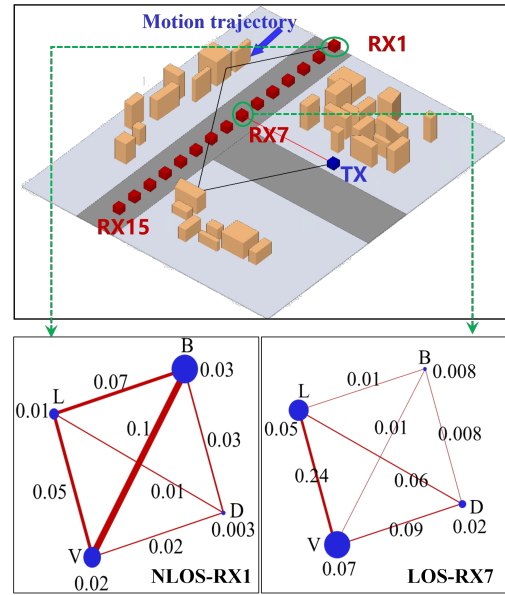 Motion trajectory
RX1
RX7
TX
RX15
B
0.03
0.07
L
0.01
0.1
0.03
0.05
0.01
D
0.003
0.02
V
0.02
NLOS-RX1
B
0.008
0.01
L
0.05
0.01
0.008
0.24
0.06
D
0.02
0.09
V
0.07
LOS-RX7